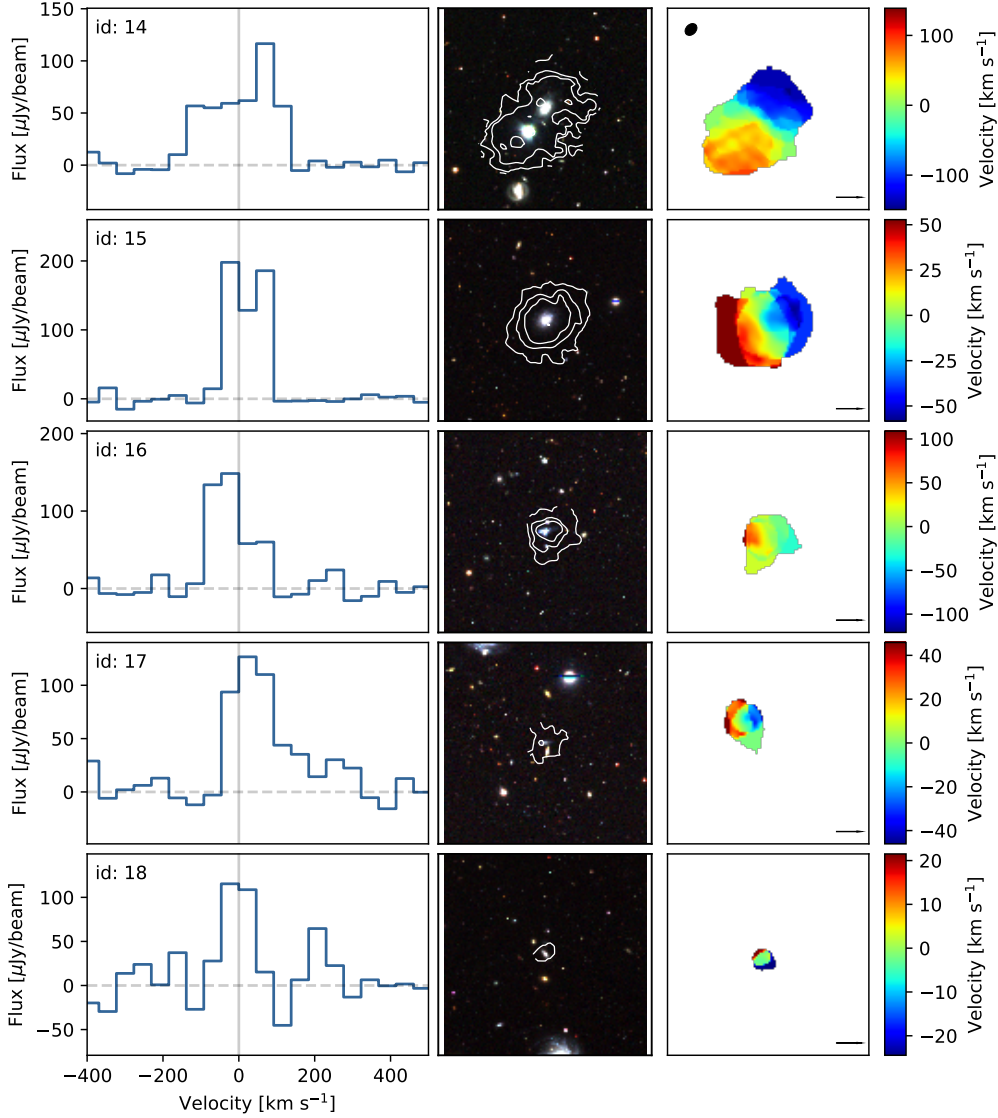 id: 14
Flux [μJy/beam]
150
100
50
0
100
0
−100
Velocity [km s⁻¹]
id: 15
Flux [μJy/beam]
200
100
0
50
25
0
−25
−50
Velocity [km s⁻¹]
id: 16
Flux [μJy/beam]
200
100
0
100
50
0
−50
−100
Velocity [km s⁻¹]
id: 17
Flux [μJy/beam]
100
50
0
40
20
0
−20
−40
Velocity [km s⁻¹]
id: 18
Flux [μJy/beam]
100
50
0
−50
20
10
0
−10
−20
Velocity [km s⁻¹]
−400 −200 0 200 400
Velocity [km s⁻¹]